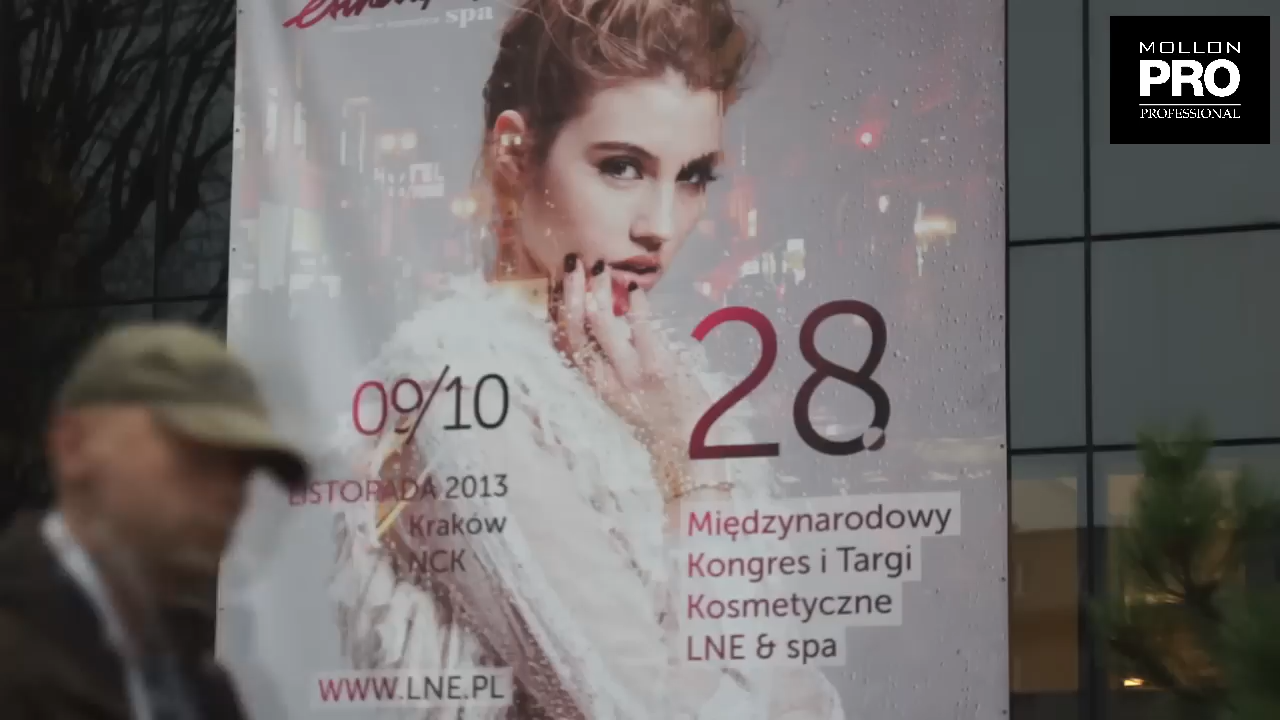 spa
MOLLON
PRO
PROFESSIONAL
28.
09/10
LISTOPADA 2013
Kraków
NCK
Międzynarodowy
Kongres i Targi
Kosmetyczne
LNE & spa
WWW.LNE.PL